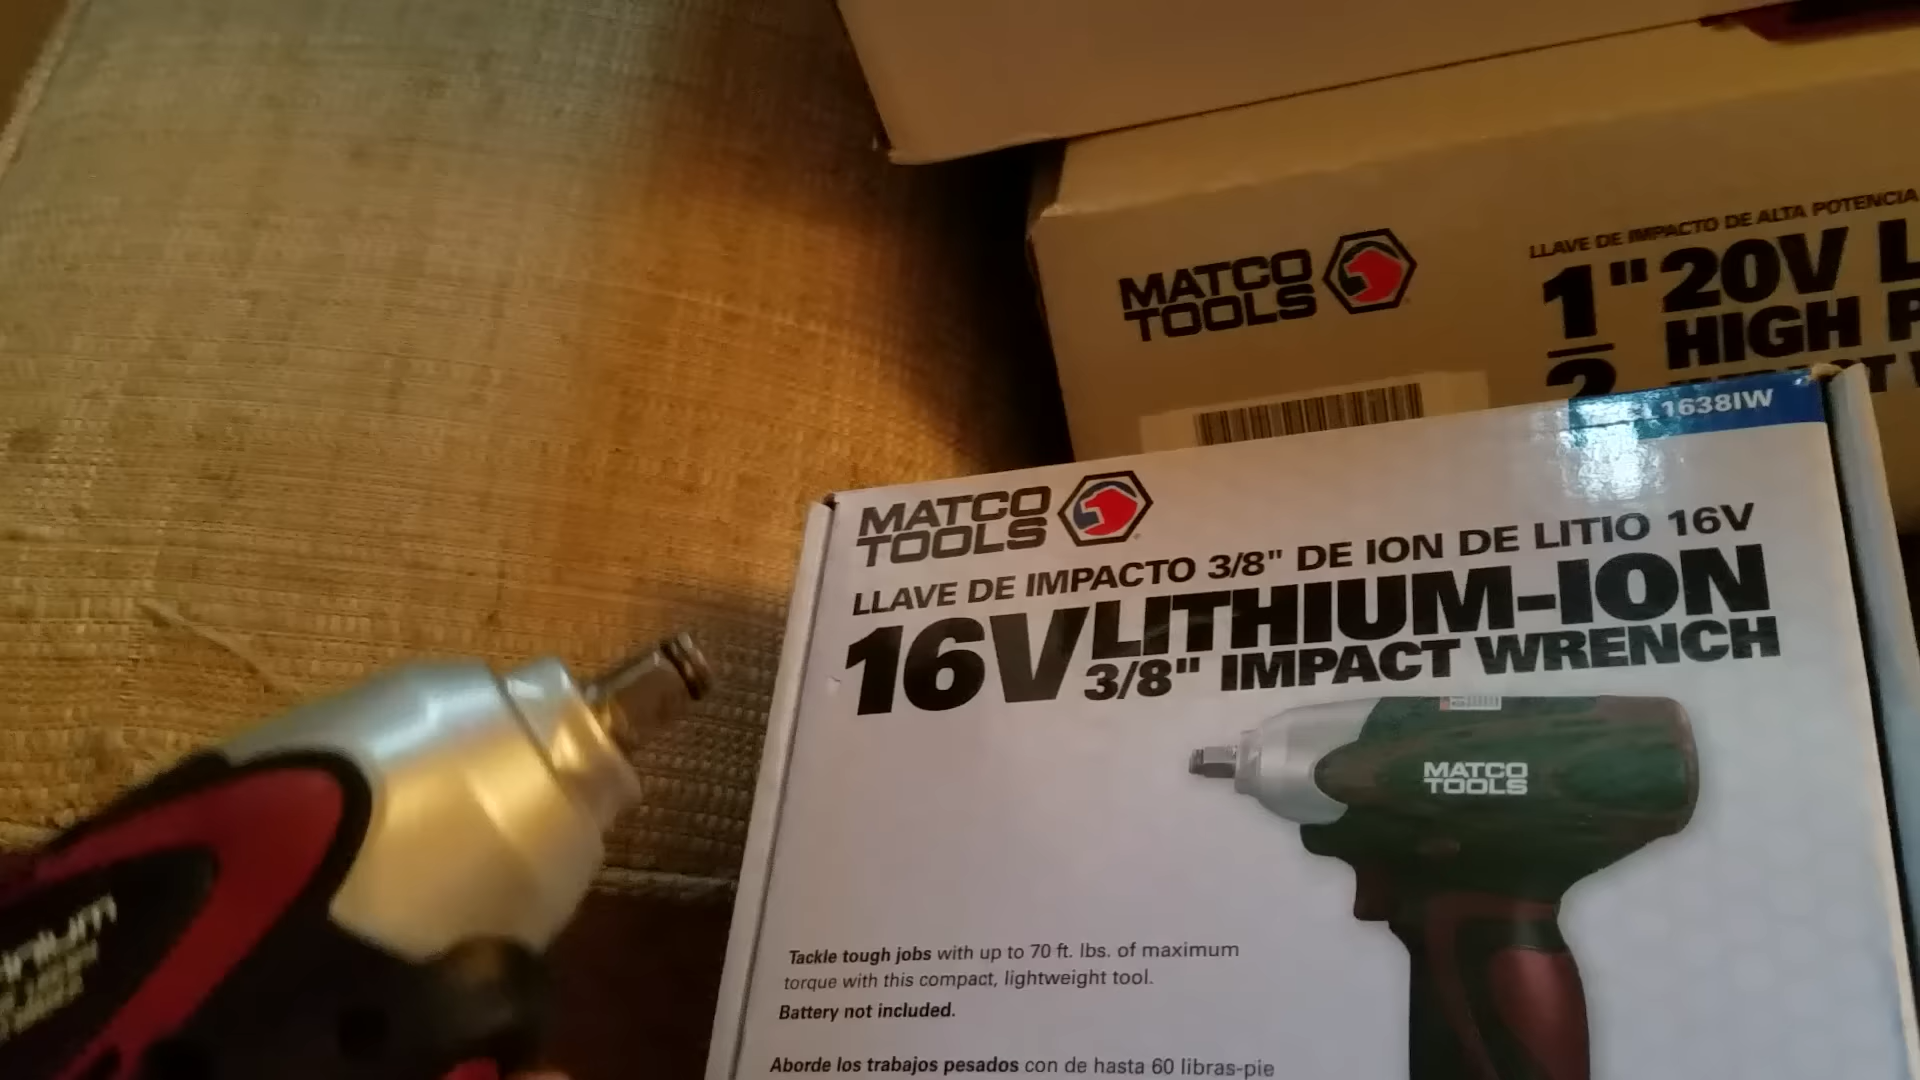 LLAVE DE IMPACTO DE ALTA POTENCIA
MATCO
TOOLS
1/2" 20V L
HIGH P
1638IW
MATCO
TOOLS
LLAVE DE IMPACTO 3/8" DE ION DE LITIO 16V
16V LITHIUM-ION
3/8" IMPACT WRENCH
MATCO
TOOLS
Tackle tough jobs with up to 70 ft. lbs. of maximum
torque with this compact, lightweight tool.
Battery not included.
Aborde los trabajos pesados con de hasta 60 libras-pie